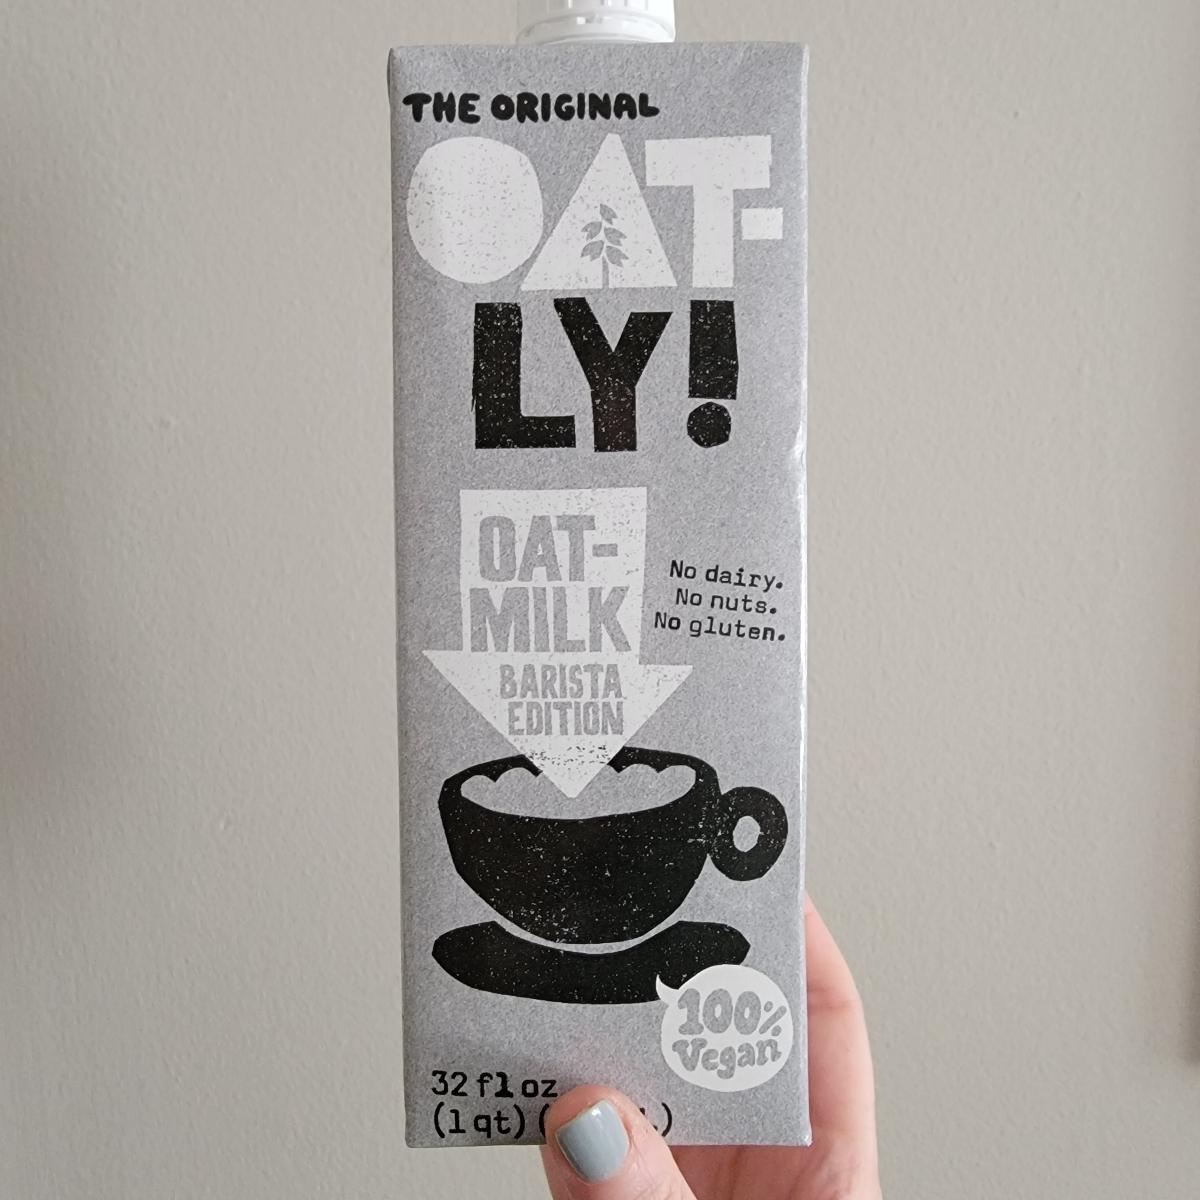 THE ORIGINAL
OAT-
LY!
OAT-
MILK
BARISTA
EDITION
No dairy.
No nuts.
No gluten.
100%
Vegan
32 fl oz
(1 qt) (